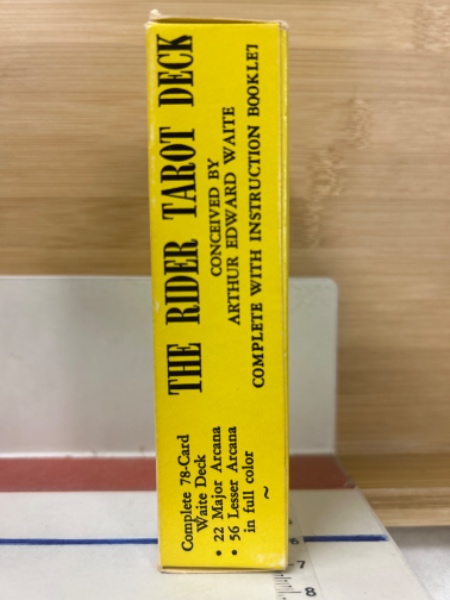 THE RIDER TAROT DECK
CONCEIVED BY
ARTHUR EDWARD WAITE
COMPLETE WITH INSTRUCTION BOOKLET
Complete 78-Card
Waite Deck
• 22 Major Arcana
• 56 Lesser Arcana
in full color
~
6
7
8